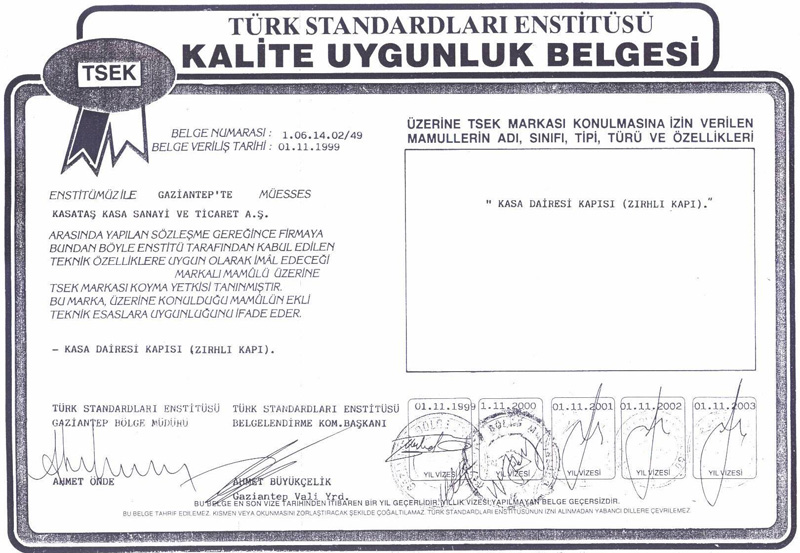 TÜRK STANDARDLARI ENSTİTÜSÜ
KALİTE UYGUNLUK BELGESİ
TSEK
BELGE NUMARASI : 1.06.14.02/49
BELGE VERİLİŞ TARİHİ : 01.11.1999
ENSTİTÜMÜZ İLE GAZİANTEP'TE MÜESSES
KASATAŞ KASA SANAYİ VE TİCARET A.Ş.
ARASINDA YAPILAN SÖZLEŞME GEREĞİNCE FİRMAYA
BUNDAN BÖYLE ENSTİTÜ TARAFINDAN KABUL EDİLEN
TEKNİK ÖZELLİKLERE UYGUN OLARAK İMÂL EDECEĞİ
MARKALI MAMÛLÜ ÜZERİNE
TSEK MARKASI KOYMA YETKİSİ TANINMIŞTIR.
BU MARKA, ÜZERİNE KONULDUĞU MAMÛLÜN EKLİ
TEKNİK ESASLARA UYGUNLUĞUNU İFADE EDER.
- KASA DAİRESİ KAPISI (ZIRHLI KAPI).
ÜZERİNE TSEK MARKASI KONULMASINA İZİN VERİLEN
MAMULLERİN ADI, SINIFI, TİPİ, TÜRÜ VE ÖZELLİKLERİ
" KASA DAİRESİ KAPISI (ZIRHLI KAPI)."
TÜRK STANDARDLARI ENSTİTÜSÜ
GAZİANTEP BÖLGE MÜDÜRÜ
AHMET ÖNDE
TÜRK STANDARDLARI ENSTİTÜSÜ
BELGELENDİRME KOM.BAŞKANI
AHMET BÜYÜKÇELİK
Gaziantep Vali Yrd.
01.11.1999 1.11.2000 01.11.2001 01.11.2002 01.11.2003
YIL VİZESİ YIL VİZESİ YIL VİZESİ YIL VİZESİ YIL VİZESİ
BU BELGE EN SON VİZE TARİHİNDEN İTİBAREN BİR YIL GEÇERLİDİR. YILLIK VİZESİ YAPILMAYAN BELGE GEÇERSİZDİR.
BU BELGE TAHRİF EDİLEMEZ. KISMEN VEYA OKUNMASINI ZORLAŞTIRACAK ŞEKİLDE ÇOĞALTILAMAZ. TÜRK STANDARDLARI ENSTİTÜSÜNÜN İZNİ ALINMADAN YABANCI DİLLERE ÇEVRİLEMEZ.